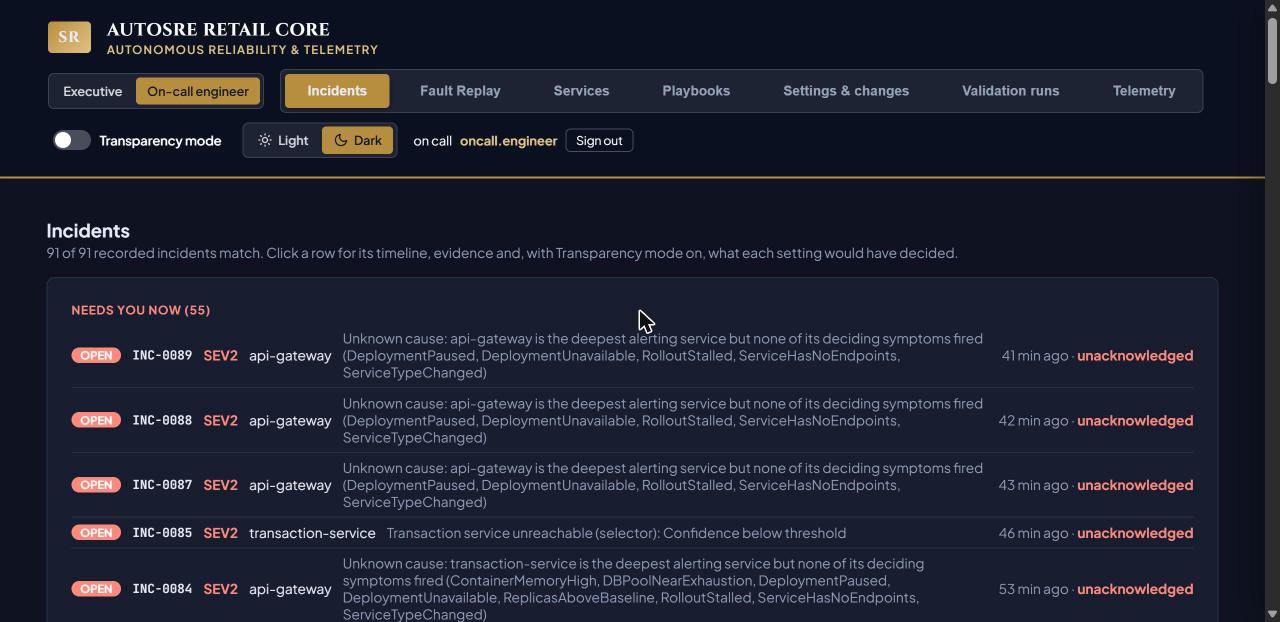 SR
AUTOSRE RETAIL CORE
AUTONOMOUS RELIABILITY & TELEMETRY
Executive On-call engineer Incidents Fault Replay Services Playbooks Settings & changes Validation runs Telemetry
Transparency mode Light Dark on call oncall.engineer Sign out
Incidents
91 of 91 recorded incidents match. Click a row for its timeline, evidence and, with Transparency mode on, what each setting would have decided.
NEEDS YOU NOW (55)
OPEN INC-0089 SEV2 api-gateway Unknown cause: api-gateway is the deepest alerting service but none of its deciding symptoms fired
(DeploymentPaused, DeploymentUnavailable, RolloutStalled, ServiceHasNoEndpoints,
ServiceTypeChanged) 41 min ago · unacknowledged
OPEN INC-0088 SEV2 api-gateway Unknown cause: api-gateway is the deepest alerting service but none of its deciding symptoms fired
(DeploymentPaused, DeploymentUnavailable, RolloutStalled, ServiceHasNoEndpoints,
ServiceTypeChanged) 42 min ago · unacknowledged
OPEN INC-0087 SEV2 api-gateway Unknown cause: api-gateway is the deepest alerting service but none of its deciding symptoms fired
(DeploymentPaused, DeploymentUnavailable, RolloutStalled, ServiceHasNoEndpoints,
ServiceTypeChanged) 43 min ago · unacknowledged
OPEN INC-0085 SEV2 transaction-service Transaction service unreachable (selector): Confidence below threshold 46 min ago · unacknowledged
OPEN INC-0084 SEV2 api-gateway Unknown cause: transaction-service is the deepest alerting service but none of its deciding
symptoms fired (ContainerMemoryHigh, DBPoolNearExhaustion, DeploymentPaused,
DeploymentUnavailable, ReplicasAboveBaseline, RolloutStalled, ServiceHasNoEndpoints,
ServiceTypeChanged) 53 min ago · unacknowledged